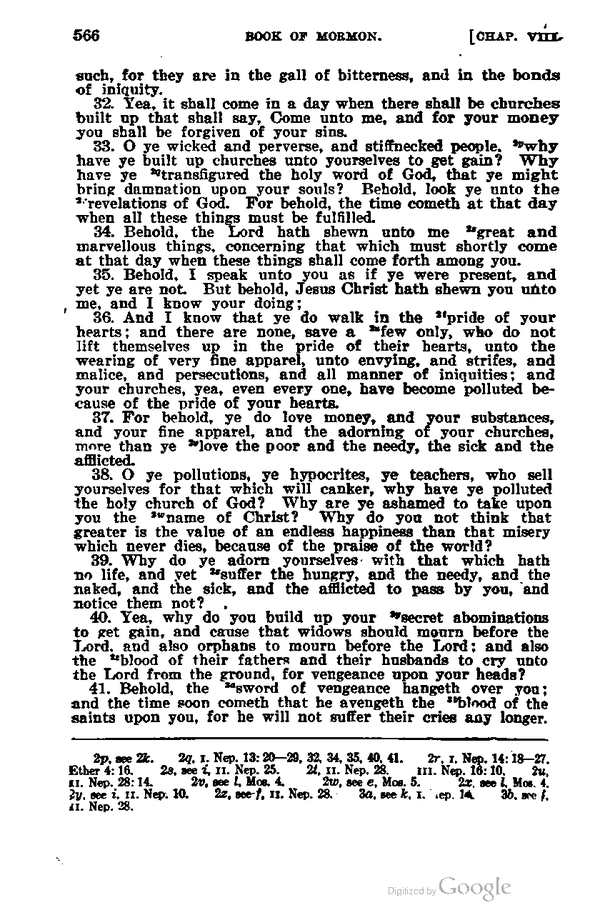 566 BOOK OF MORMON. [CHAP. VIII.
such, for they are in the gall of bitterness, and in the bonds
of iniquity.
32. Yea, it shall come in a day when there shall be churches
built up that shall say, Come unto me, and for your money
you shall be forgiven of your sins.
33. O ye wicked and perverse, and stiffnecked people, 2pwhy
have ye built up churches unto yourselves to get gain? Why
have ye 2qtransfigured the holy word of God, that ye might
bring damnation upon your souls? Behold, look ye unto the
2rrevelations of God. For behold, the time cometh at that day
when all these things must be fulfilled.
34. Behold, the Lord hath shewn unto me 2sgreat and
marvellous things, concerning that which must shortly come
at that day when these things shall come forth among you.
35. Behold, I speak unto you as if ye were present, and
yet ye are not. But behold, Jesus Christ hath shewn you unto
me, and I know your doing;
36. And I know that ye do walk in the 2tpride of your
hearts; and there are none, save a 2ufew only, who do not
lift themselves up in the pride of their hearts, unto the
wearing of very fine apparel, unto envying, and strifes, and
malice, and persecutions, and all manner of iniquities; and
your churches, yea, even every one, have become polluted be-
cause of the pride of your hearts.
37. For behold, ye do love money, and your substances,
and your fine apparel, and the adorning of your churches,
more than ye 2vlove the poor and the needy, the sick and the
afflicted.
38. O ye pollutions, ye hypocrites, ye teachers, who sell
yourselves for that which will canker, why have ye polluted
the holy church of God? Why are ye ashamed to take upon
you the 2wname of Christ? Why do you not think that
greater is the value of an endless happiness than that misery
which never dies, because of the praise of the world?
39. Why do ye adorn yourselves with that which hath
no life, and yet 2xsuffer the hungry, and the needy, and the
naked, and the sick, and the afflicted to pass by you, and
notice them not?
40. Yea, why do you build up your 2ysecret abominations
to get gain, and cause that widows should mourn before the
Lord, and also orphans to mourn before the Lord; and also
the 2zblood of their fathers and their husbands to cry unto
the Lord from the ground, for vengeance upon your heads?
41. Behold, the 3asword of vengeance hangeth over you;
and the time soon cometh that he avengeth the 3bblood of the
saints upon you, for he will not suffer their cries any longer.
2p, see 2k. 2q, I. Nep. 13:20—29, 32, 34, 35, 40, 41. 2r, I. Nep. 14:18—27.
Ether 4:16. 2s, see i, II. Nep. 25. 2t, II. Nep. 28. III. Nep. 16:10. 2u,
II. Nep. 28:14. 2v, see l, Mos. 4. 2w, see e, Mos. 5. 2x, see l, Mos. 4.
2y, see i, II. Nep. 10. 2z, see f, II. Nep. 28. 3a, see k, I. Nep. 14. 3b, see f,
II. Nep. 28.
Digitized by Google